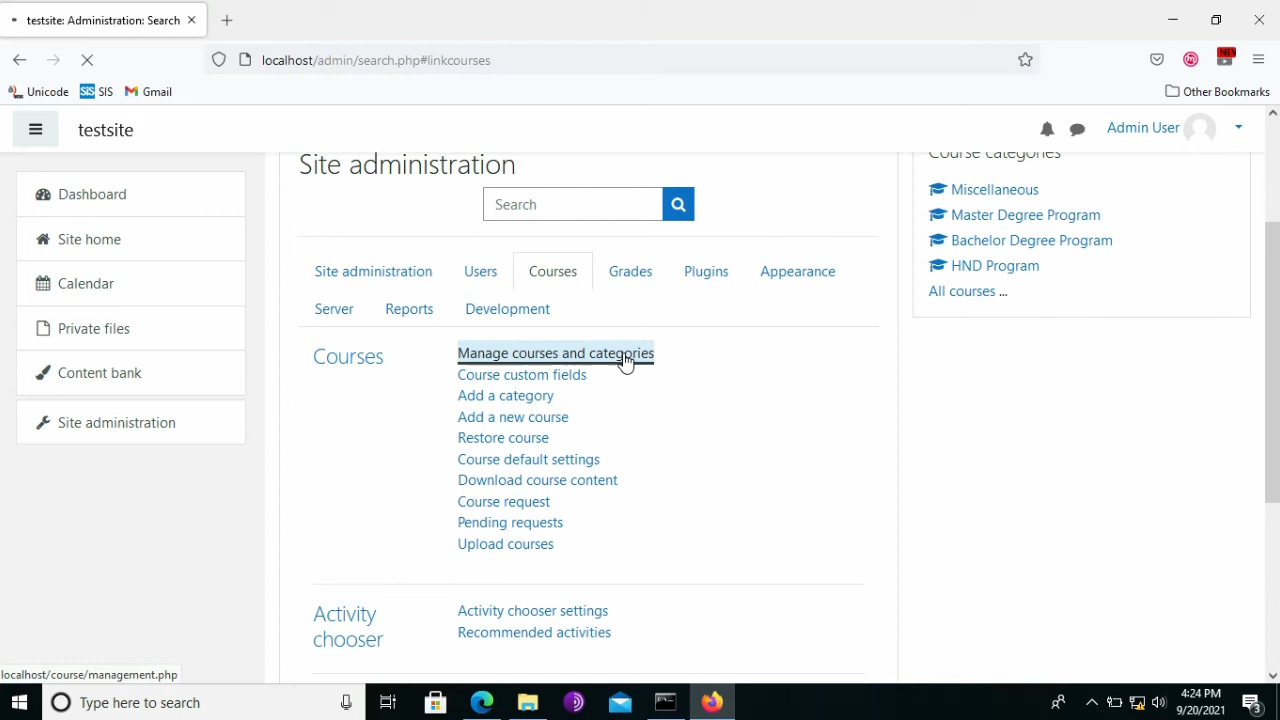 testsite: Administration: Search
localhost/admin/search.php#linkcourses
NEW
Unicode
SIS SIS
Gmail
Other Bookmarks
testsite
Admin User
Dashboard
Site home
Calendar
Private files
Content bank
Site administration
Site administration
Search
Site administration
Users
Courses
Grades
Plugins
Appearance
Server
Reports
Development
Courses
Manage courses and categories
Course custom fields
Add a category
Add a new course
Restore course
Course default settings
Download course content
Course request
Pending requests
Upload courses
Activity
chooser
Activity chooser settings
Recommended activities
Course categories
Miscellaneous
Master Degree Program
Bachelor Degree Program
HND Program
All courses ...
localhost/course/management.php
Type here to search
4:24 PM
9/20/2021
3